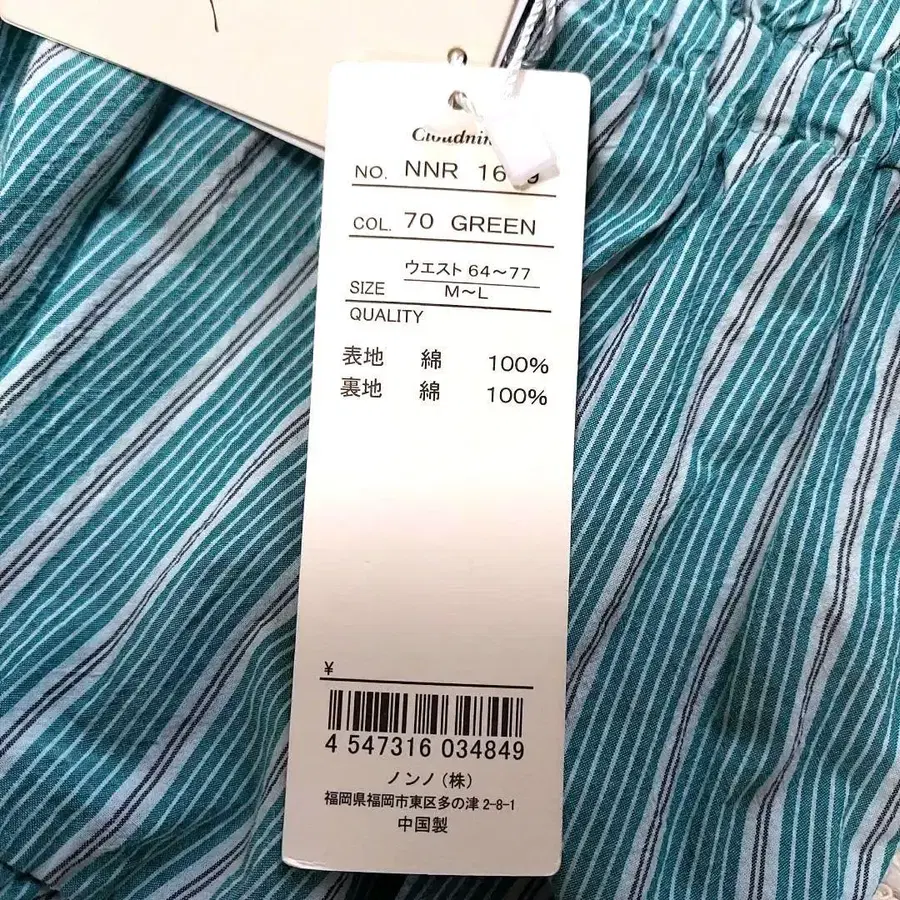 NO. NNR
COL. 70 GREEN
SIZE ウエスト 64～77
M～L
QUALITY
表地 綿 100%
裏地 綿 100%
¥
4 547316 034849
ノンノ（株）
福岡県福岡市東区多の津 2-8-1
中国製